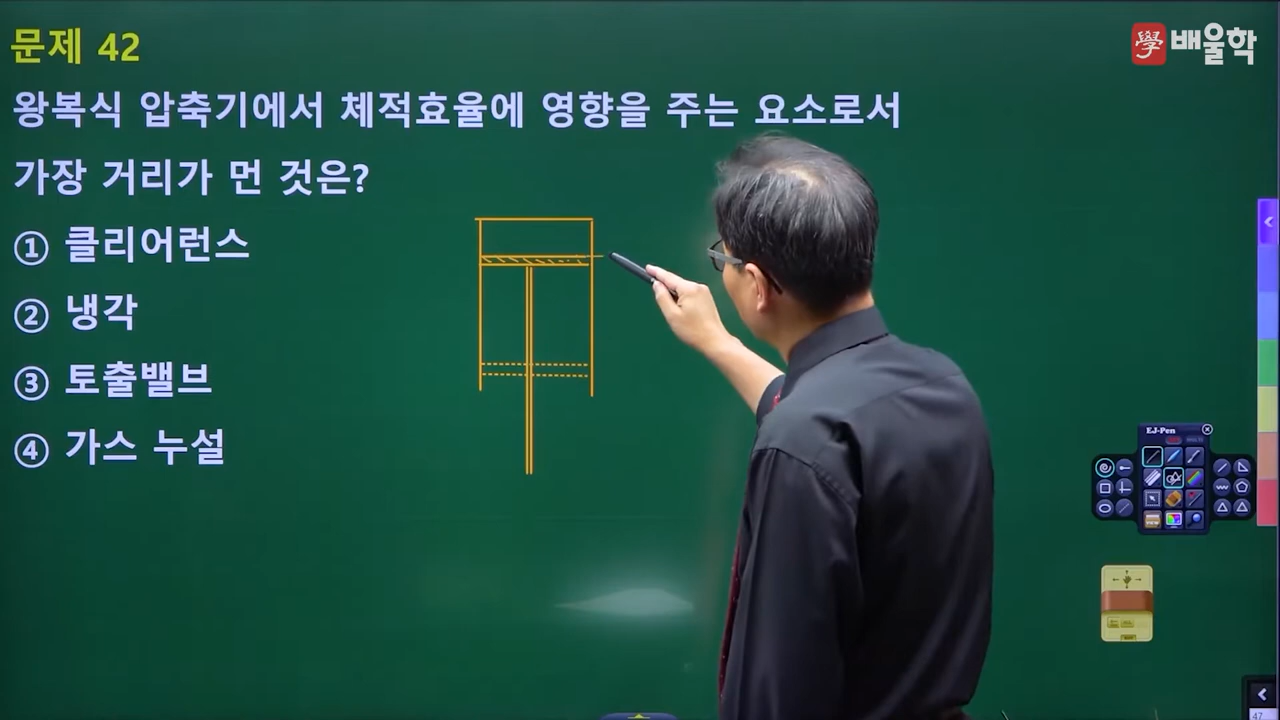 문제 42
學 배울학
왕복식 압축기에서 체적효율에 영향을 주는 요소로서
가장 거리가 먼 것은?
① 클리어런스
② 냉각
③ 토출밸브
④ 가스 누설
EJ-Pen
47